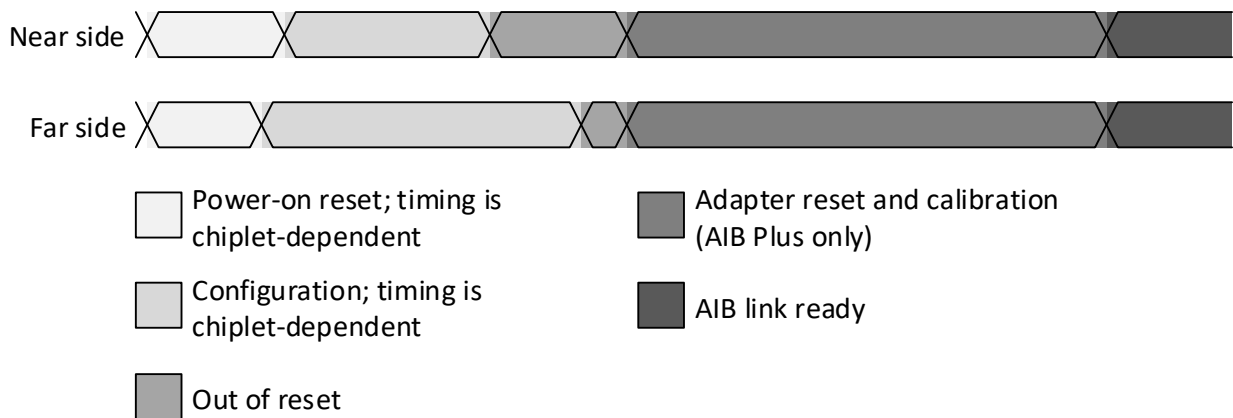 Near side
Far side
Power-on reset; timing is
chiplet-dependent
Configuration; timing is
chiplet-dependent
Out of reset
Adapter reset and calibration
(AIB Plus only)
AIB link ready